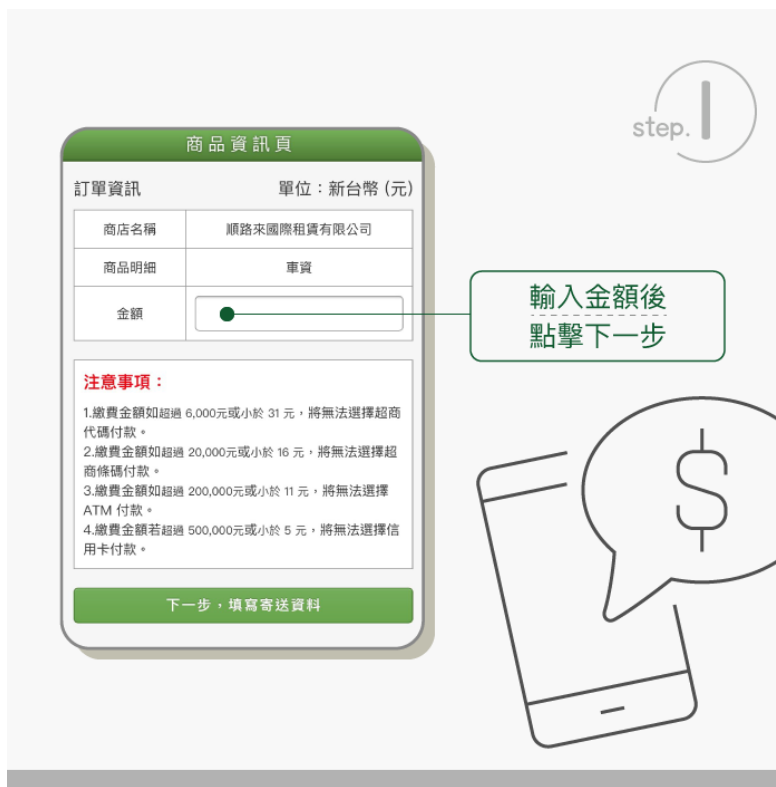 step.1
商品資訊頁
訂單資訊 單位：新台幣 (元)
商店名稱 順路來國際租賃有限公司
商品明細 車資
金額
輸入金額後
點擊下一步
注意事項：
1.繳費金額如超過 6,000元或小於 31 元，將無法選擇超商
代碼付款。
2.繳費金額如超過 20,000元或小於 16 元，將無法選擇超
商條碼付款。
3.繳費金額如超過 200,000元或小於 11 元，將無法選擇
ATM 付款。
4.繳費金額若超過 500,000元或小於 5 元，將無法選擇信
用卡付款。
下一步，填寫寄送資料
$